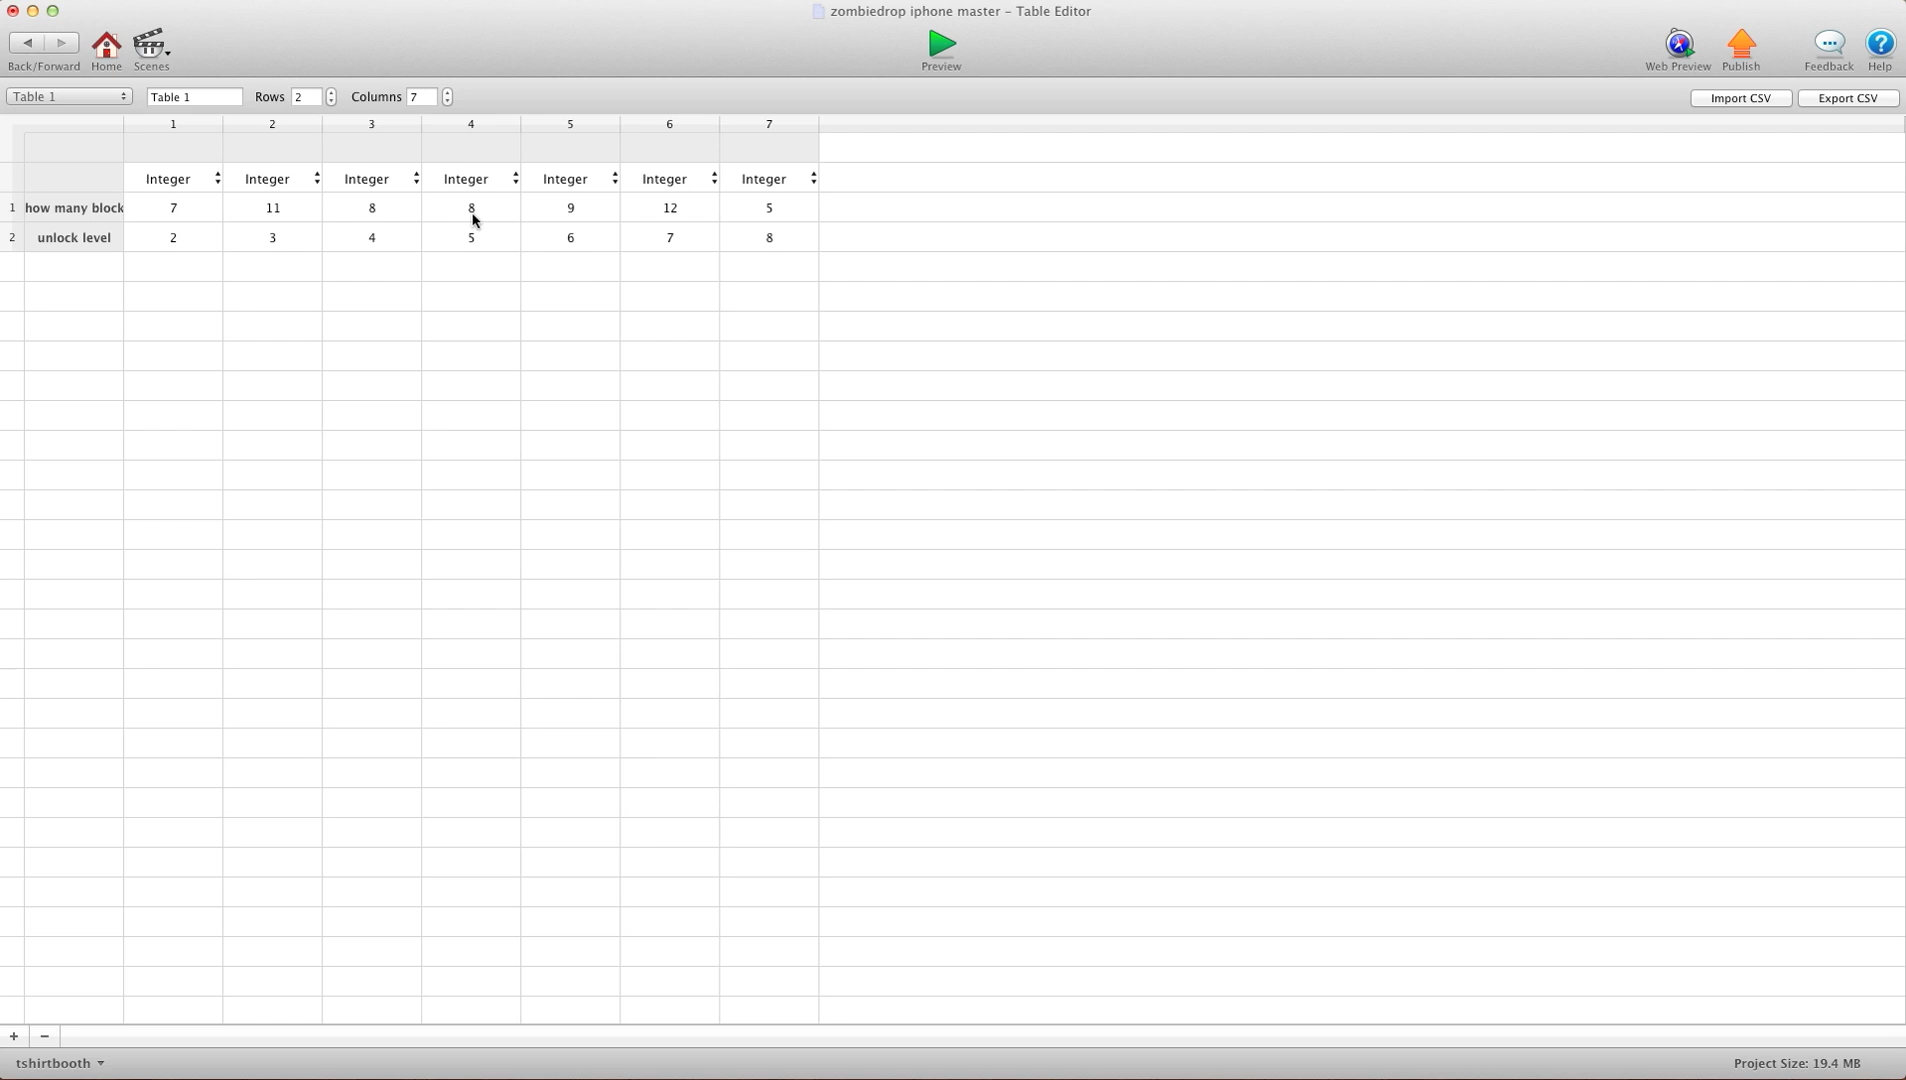 zombiedrop iphone master – Table Editor
Back/Forward Home Scenes Preview Web Preview Publish Feedback Help
Table 1 Table 1 Rows 2 Columns 7 Import CSV Export CSV
1 2 3 4 5 6 7
Integer Integer Integer Integer Integer Integer Integer
1 how many block 7 11 8 8 9 12 5
2 unlock level 2 3 4 5 6 7 8
+ −
tshirtbooth Project Size: 19.4 MB